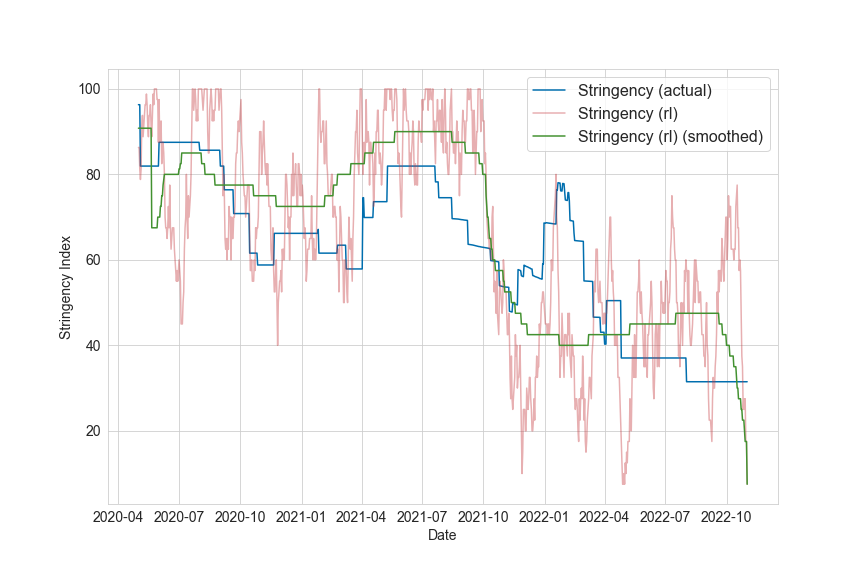 Stringency (actual)
Stringency (rl)
Stringency (rl) (smoothed)
100
80
60
40
20
Stringency Index
2020-04 2020-07 2020-10 2021-01 2021-04 2021-07 2021-10 2022-01 2022-04 2022-07 2022-10
Date